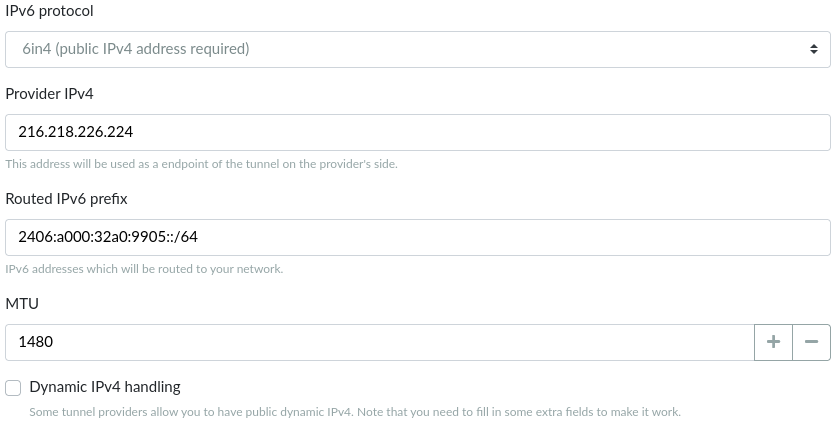 IPv6 protocol
6in4 (public IPv4 address required)
Provider IPv4
216.218.226.224
This address will be used as a endpoint of the tunnel on the provider's side.
Routed IPv6 prefix
2406:a000:32a0:9905::/64
IPv6 addresses which will be routed to your network.
MTU
1480
Dynamic IPv4 handling
Some tunnel providers allow you to have public dynamic IPv4. Note that you need to fill in some extra fields to make it work.